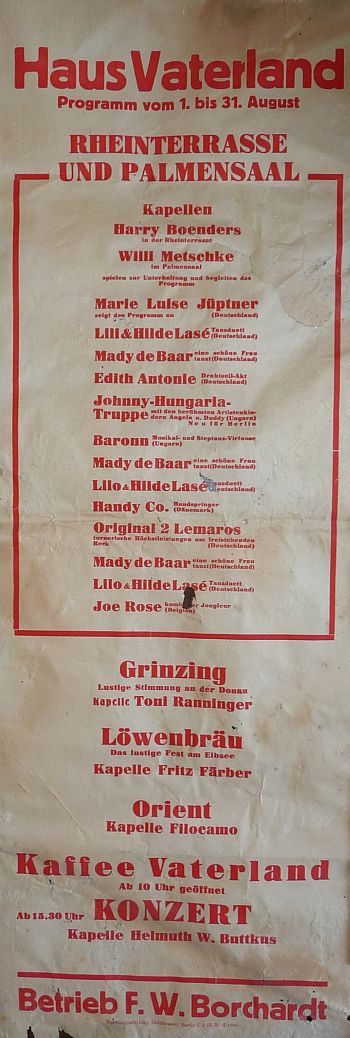 Haus Vaterland
Programm vom 1. bis 31. August
RHEINTERRASSE
UND PALMENSAAL
Kapellen
Harry Boenders
in der Rheinterrasse
Willi Metschke
im Palmensaal
spielen zur Unterhaltung und begleiten das
Programm
Marie Luise Jüptner
zeigt das Programm an (Deutschland)
Lill & Hilde Lasé Tanzduett (Deutschland)
Mady de Baar eine schöne Frau tanzt (Deutschland)
Edith Antonie Drahtseil-Akt (Deutschland)
Johnny-Hungaria-
Truppe mit den berühmten Artistenkin-
dern Angela u. Duddy (Ungarn)
Neu für Berlin
Baronn Musikal- und Steptanz-Virtuose (Ungarn)
Mady de Baar eine schöne Frau tanzt (Deutschland)
Lilo & Hilde Lasé Tanzduett (Deutschland)
Handy Co. Handspringer (Dänemark)
Original 2 Lemaros
turnerische Höchstleistungen am freistehenden
Reck (Deutschland)
Mady de Baar eine schöne Frau tanzt (Deutschland)
Lilo & Hilde Lasé Tanzduett (Deutschland)
Joe Rose komischer Jongleur (Belgien)
Grinzing
Lustige Stimmung an der Donau
Kapelle Toni Ranninger
Löwenbräu
Das lustige Fest am Eibsee
Kapelle Fritz Färber
Orient
Kapelle Filocamo
Kaffee Vaterland
Ab 10 Uhr geöffnet
Ab 15.30 Uhr KONZERT
Kapelle Helmuth W. Buttkus
Betrieb F. W. Borchardt